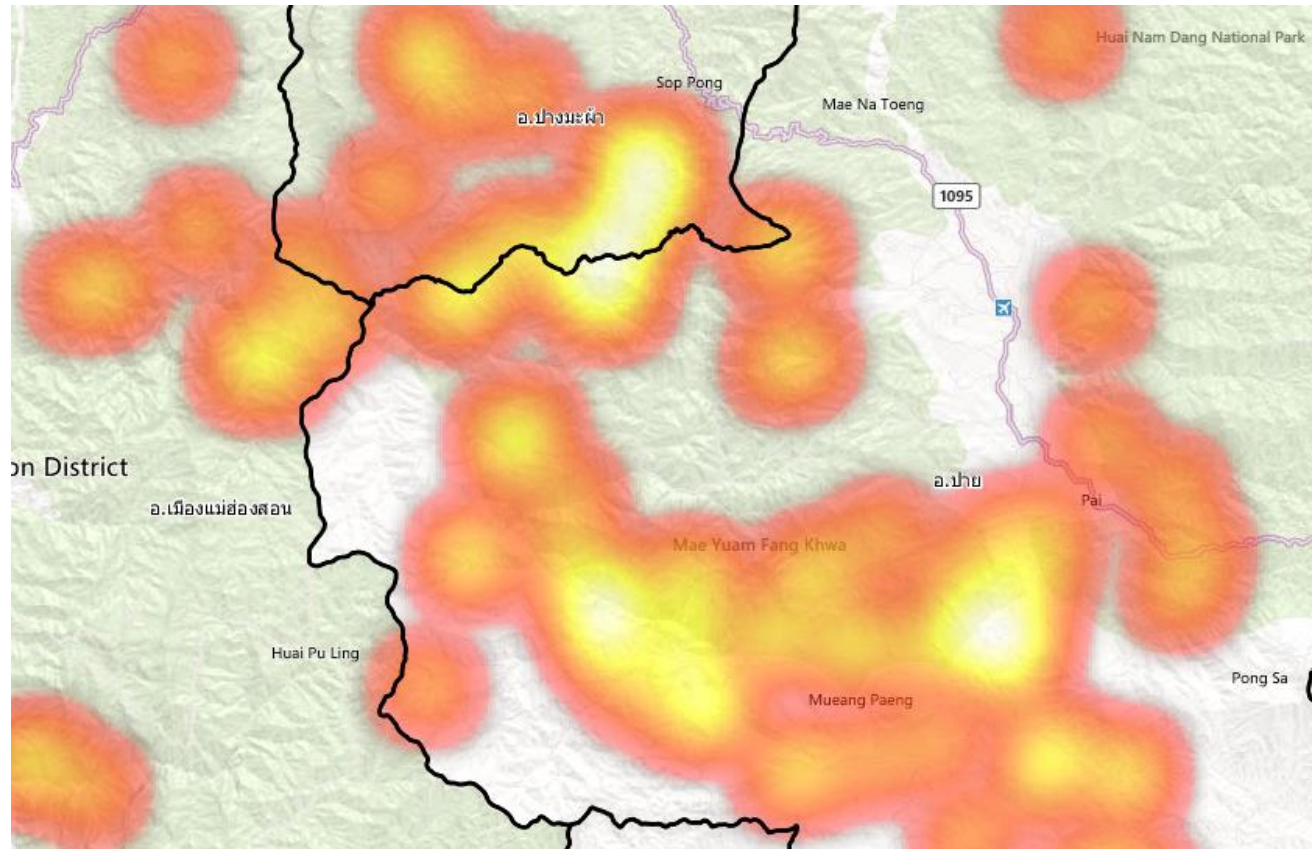 Huai Nam Dang National Park
Sop Pong
Mae Na Toeng
อ.ปางมะผ้า
1095
on District
อ.ปาย
อ.เมืองแม่ฮ่องสอน
Pai
Mae Yuam Fang Khwa
Huai Pu Ling
Pong Sa
Mueang Paeng